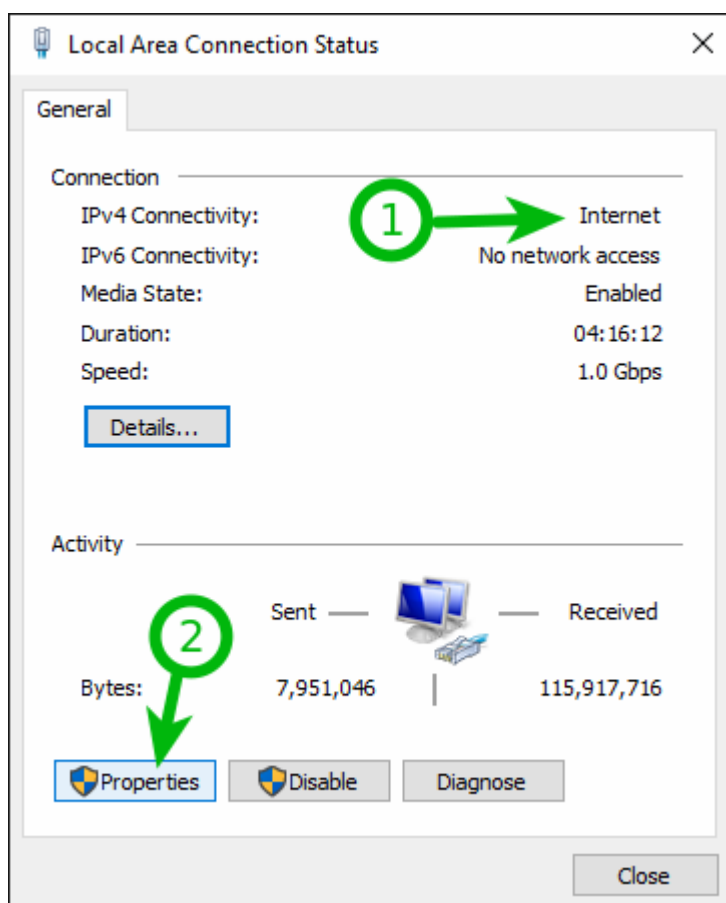 Local Area Connection Status
General
Connection
IPv4 Connectivity: 1 Internet
IPv6 Connectivity: No network access
Media State: Enabled
Duration: 04:16:12
Speed: 1.0 Gbps
Details...
Activity
Sent Received
2
Bytes: 7,951,046 115,917,716
Properties Disable Diagnose
Close